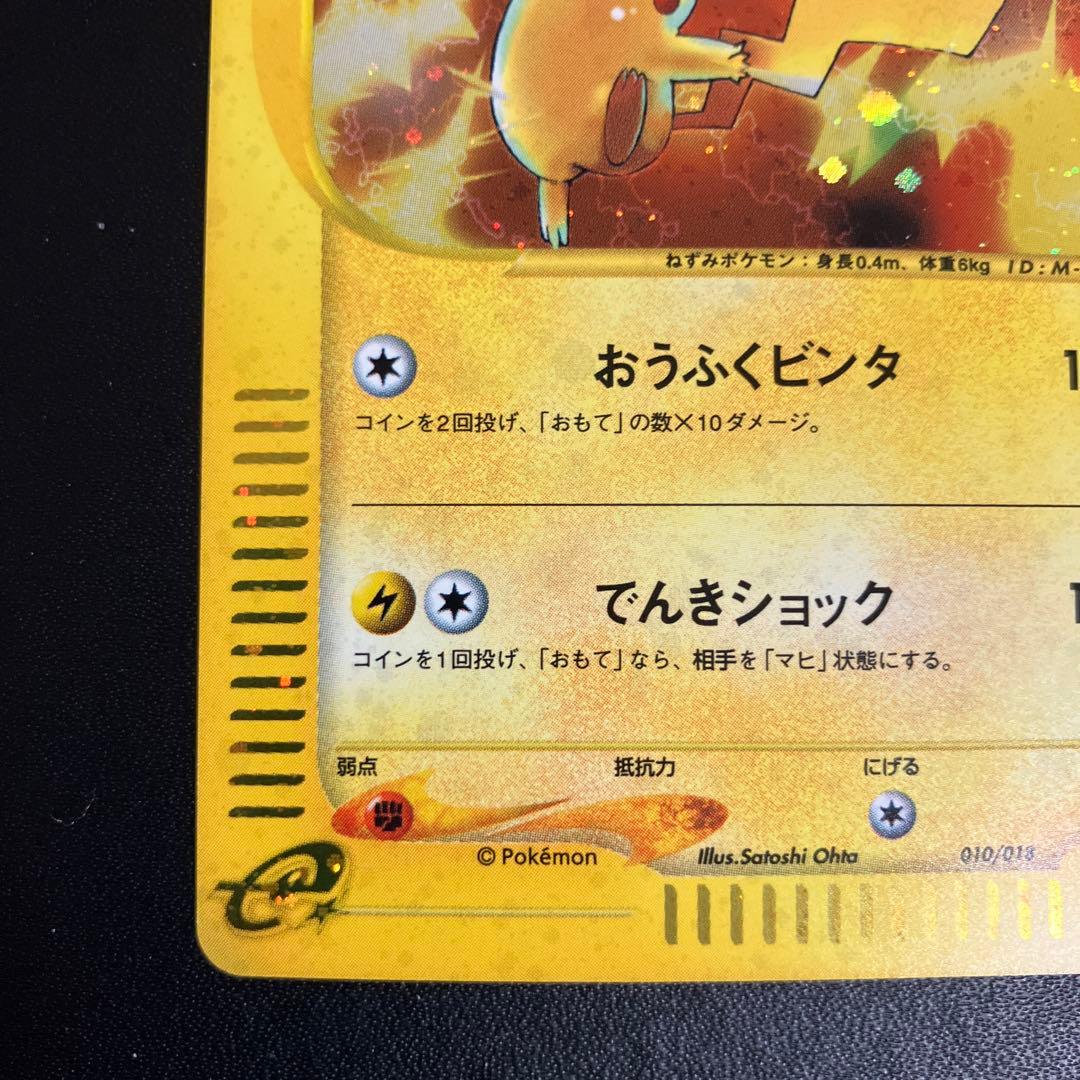 ねずみポケモン：身長0.4m、体重6kg ID:M-
おうふくビンタ 1
コインを2回投げ、「おもて」の数×10ダメージ。
でんきショック 1
コインを1回投げ、「おもて」なら、相手を「マヒ」状態にする。
弱点 抵抗力 にげる
© Pokémon Illus.Satoshi Ohta 010/018
e